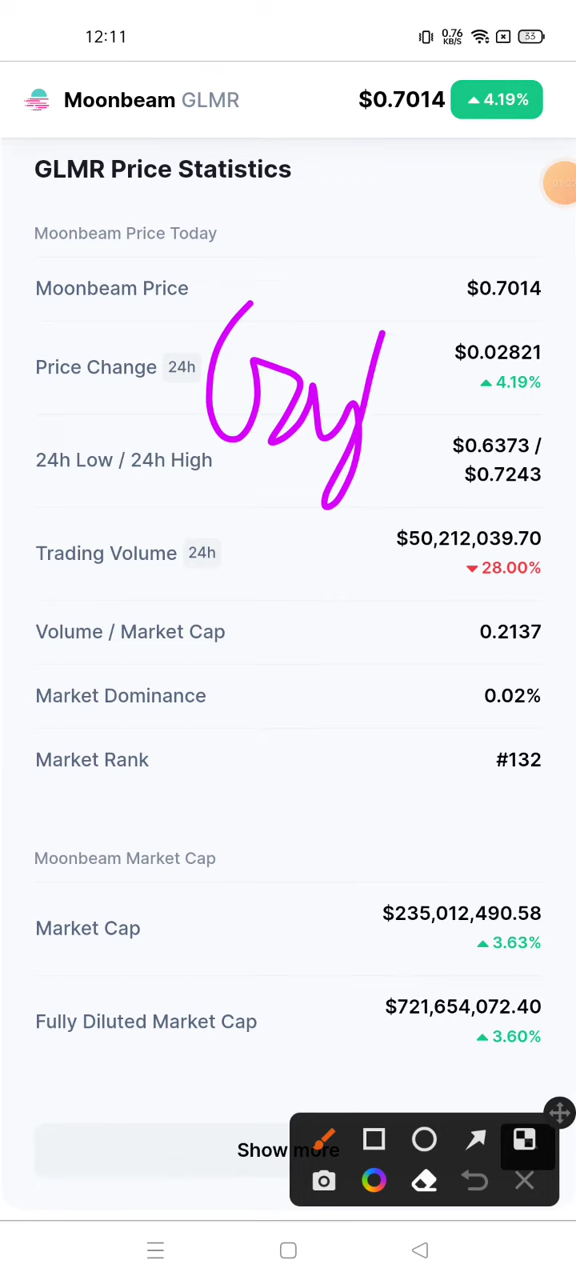 12:11
0.76 KB/S
33
Moonbeam GLMR $0.7014 4.19%
GLMR Price Statistics
Moonbeam Price Today
Moonbeam Price $0.7014
Price Change 24h $0.02821
4.19%
24h Low / 24h High $0.6373 /
$0.7243
Trading Volume 24h $50,212,039.70
28.00%
Volume / Market Cap 0.2137
Market Dominance 0.02%
Market Rank #132
Moonbeam Market Cap
Market Cap $235,012,490.58
3.63%
Fully Diluted Market Cap $721,654,072.40
3.60%
Show more